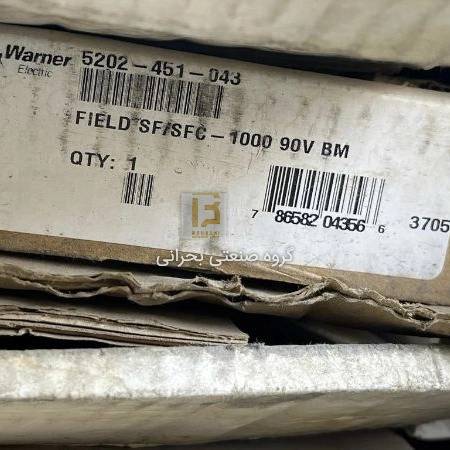 Warner 5202-451-043
Electric
FIELD SF/SFC-1000 90V BM
QTY: 1
7 86582 04356 6
3705
گروه صنعتی بحرانی